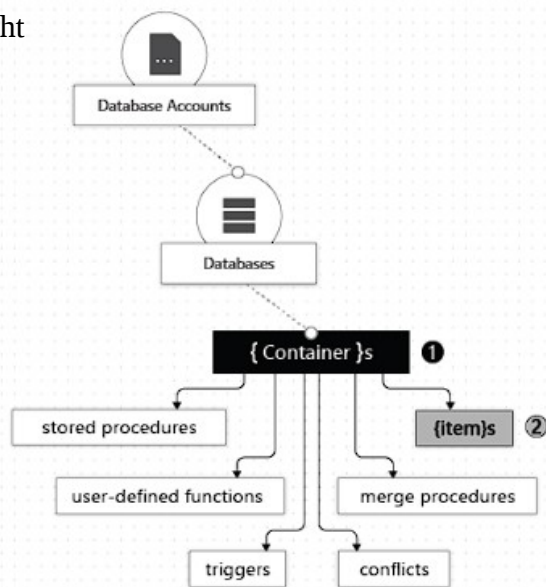 ht
...
Database Accounts
Databases
{ Container }s ❶
stored procedures
{item}s ②
user-defined functions
merge procedures
triggers
conflicts